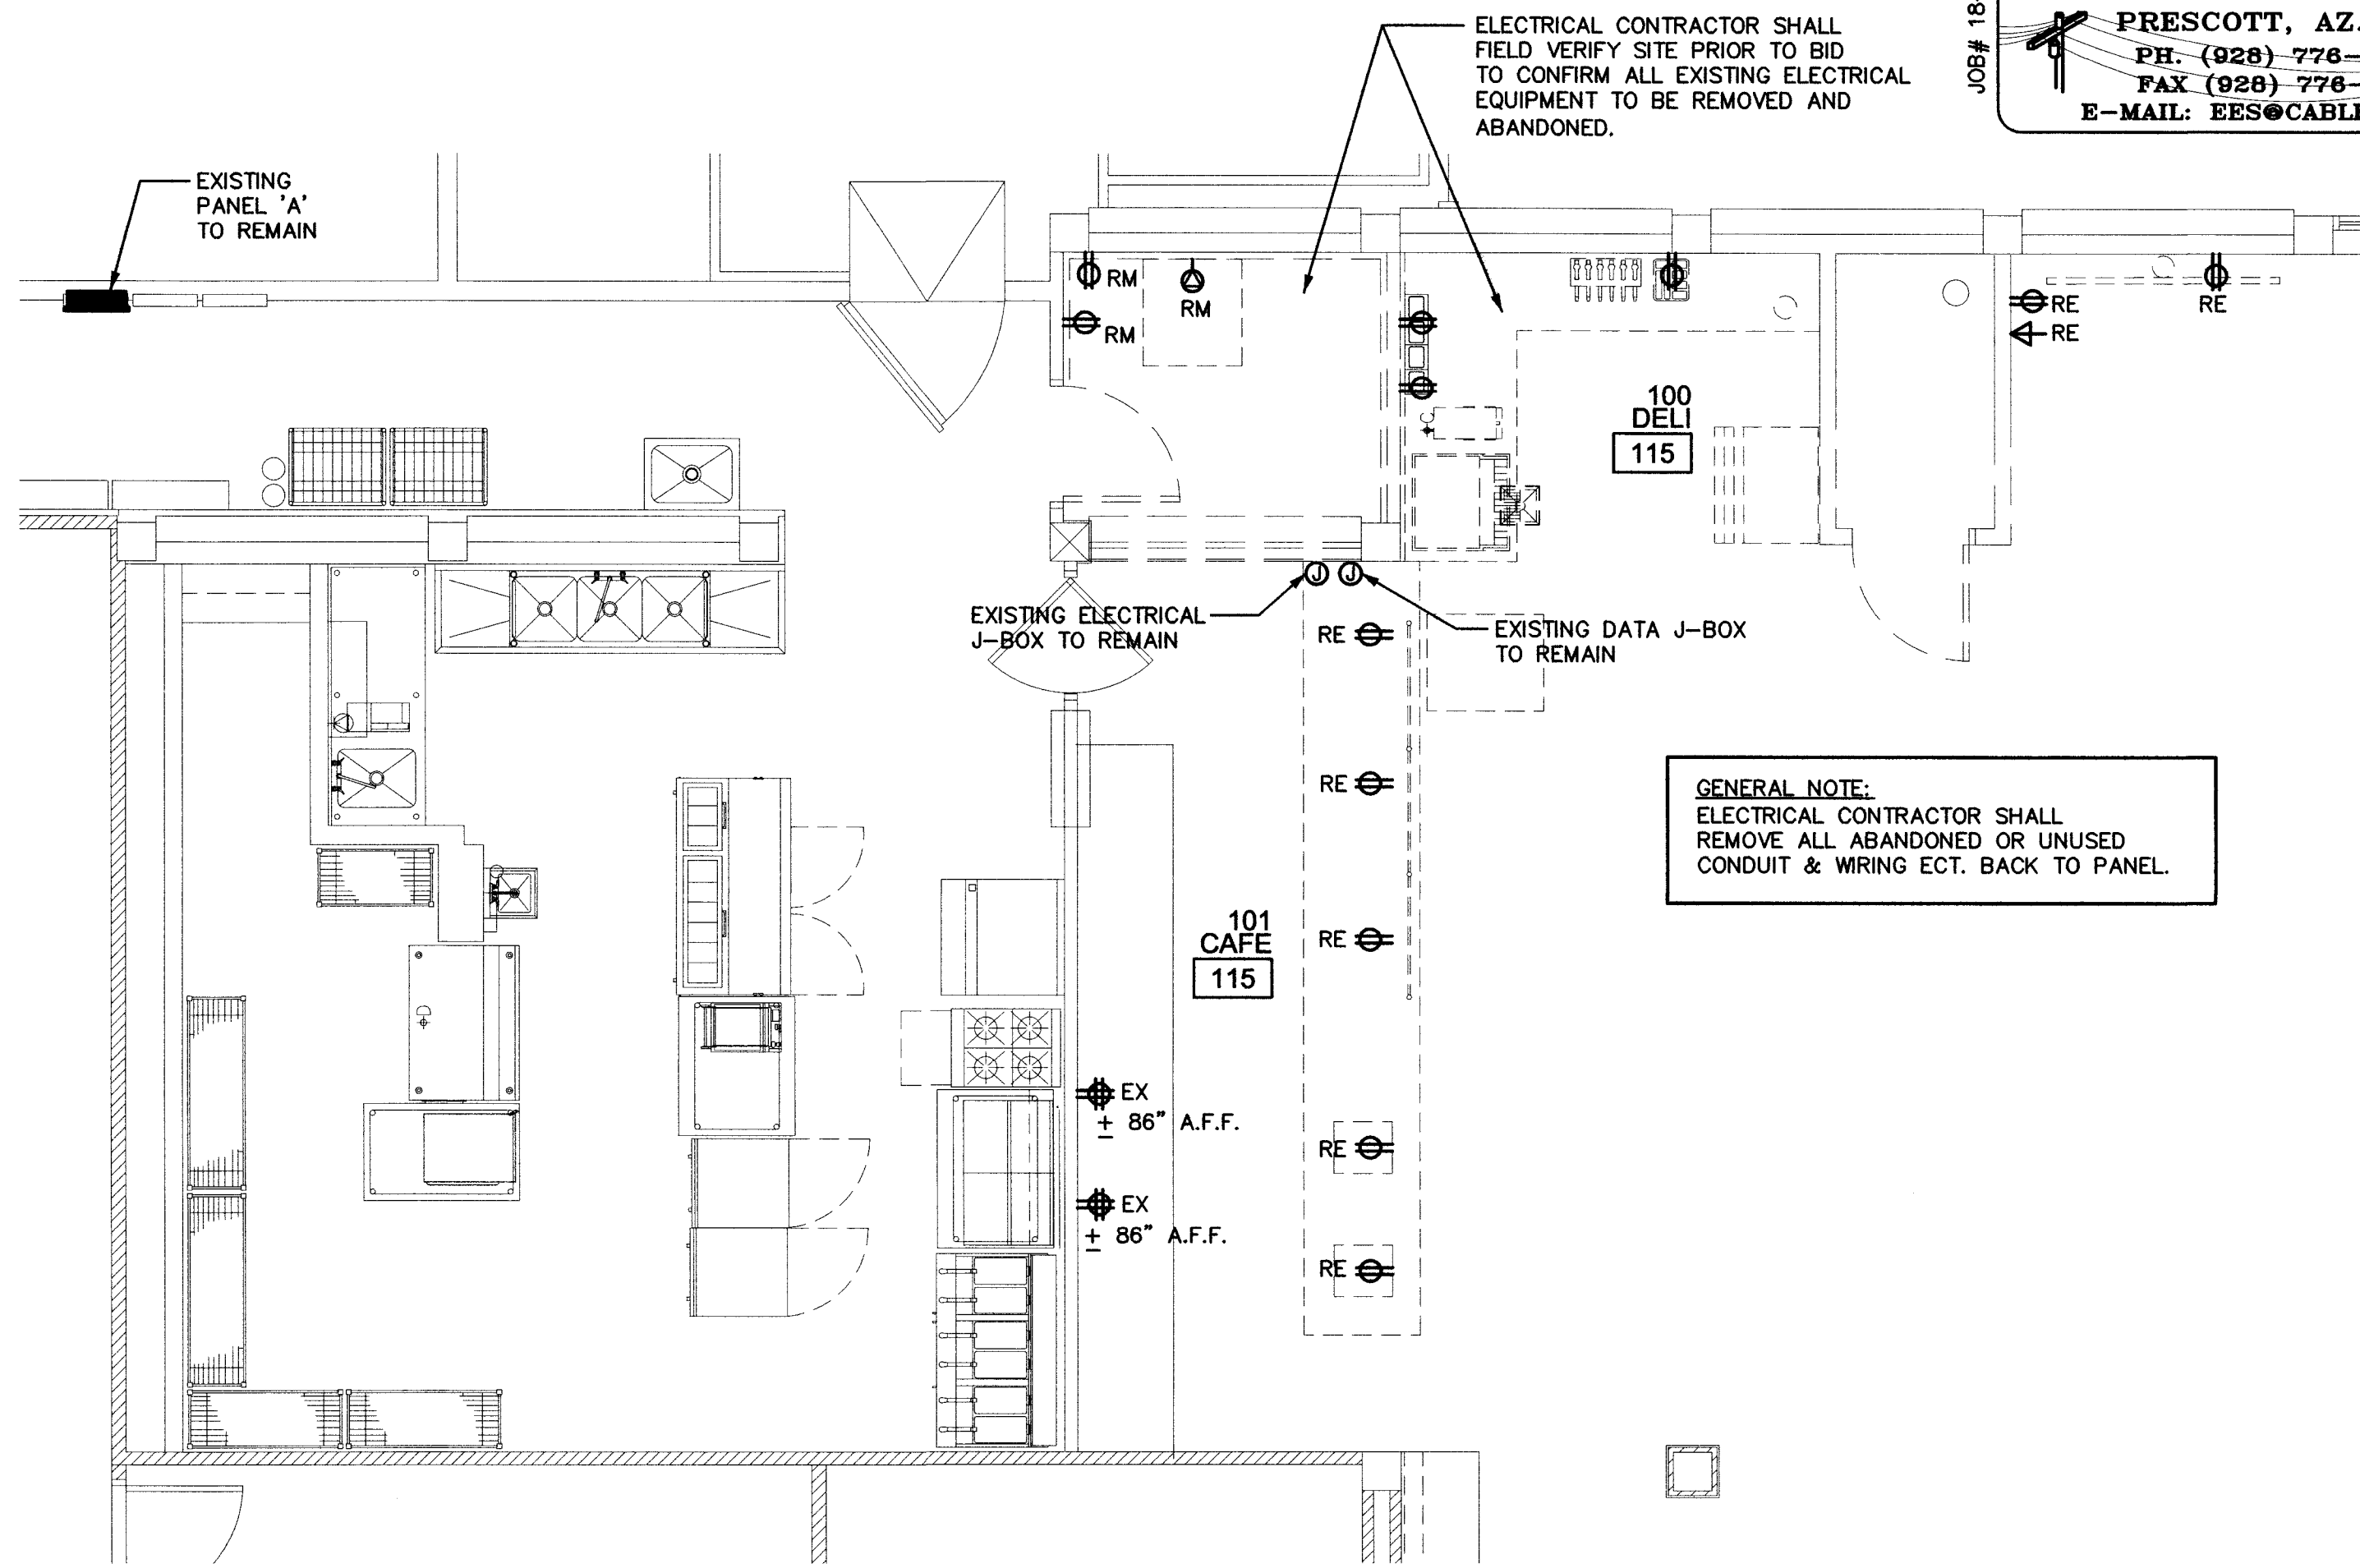 ELECTRICAL CONTRACTOR SHALL
FIELD VERIFY SITE PRIOR TO BID
TO CONFIRM ALL EXISTING ELECTRICAL
EQUIPMENT TO BE REMOVED AND
ABANDONED.
JOB# 18-
PRESCOTT, AZ.
PH. (928) 776-
FAX (928) 776-
E-MAIL: EES@CABLE
EXISTING
PANEL 'A'
TO REMAIN
RM
RM
RM
RE
RE
RE
100
DELI
115
J
J
EXISTING ELECTRICAL
J-BOX TO REMAIN
EXISTING DATA J-BOX
TO REMAIN
RE
RE
RE
RE
RE
GENERAL NOTE:
ELECTRICAL CONTRACTOR SHALL
REMOVE ALL ABANDONED OR UNUSED
CONDUIT & WIRING ECT. BACK TO PANEL.
101
CAFE
115
EX
± 86" A.F.F.
EX
± 86" A.F.F.